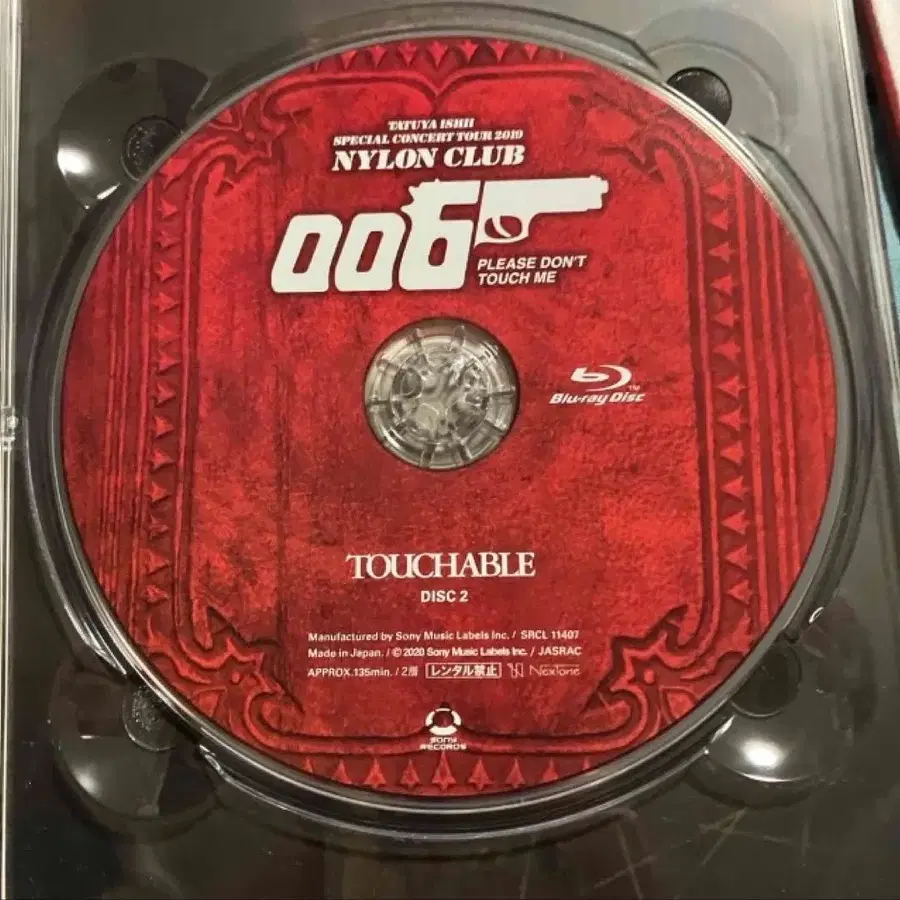 TATUYA ISHII
SPECIAL CONCERT TOUR 2019
NYLON CLUB
006
PLEASE DON'T
TOUCH ME
Blu-ray Disc™
TOUCHABLE
DISC 2
Manufactured by Sony Music Labels Inc. / SRCL 11407
Made in Japan. / ©2020 Sony Music Labels Inc. / JASRAC
APPROX.135min. / 2層 レンタル禁止 N NexTone
SONY
RECORDS